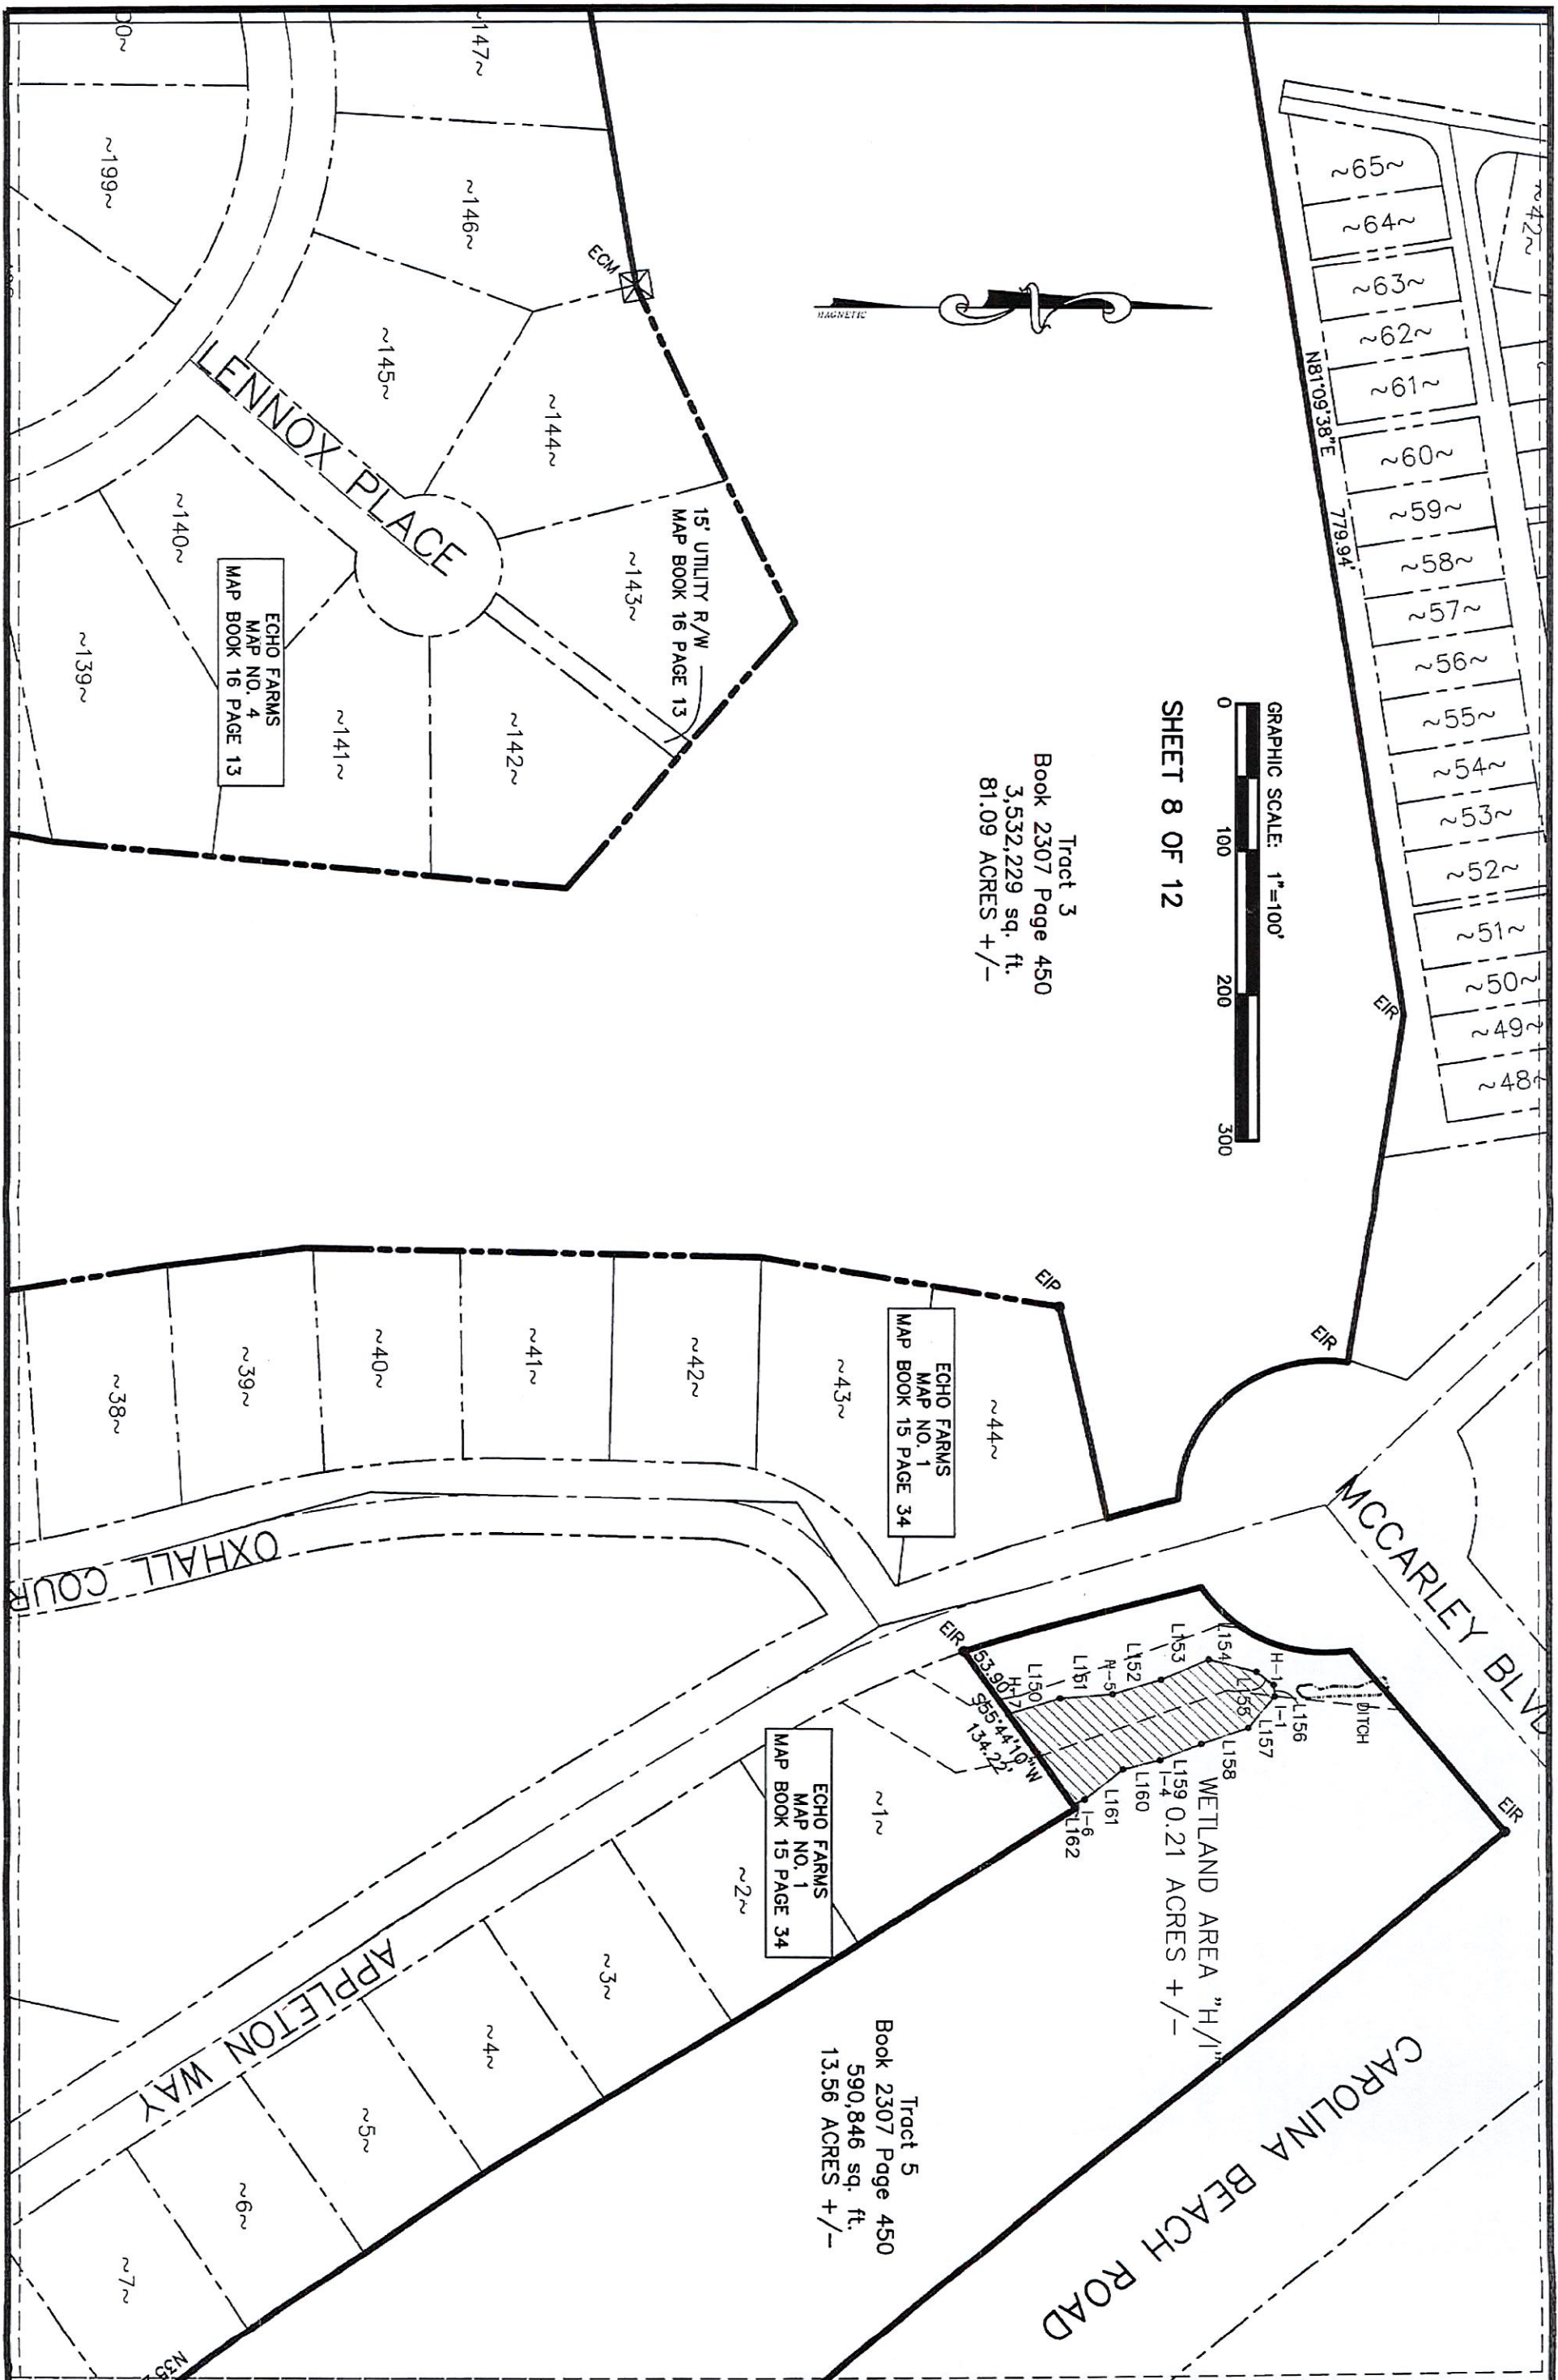 ~42~
~65~
~64~
~63~
~62~
~61~
~60~
~59~
~58~
~57~
~56~
~55~
~54~
~53~
~52~
~51~
~50~
~49~
~48~
N81°09'38"E
779.94'
EIR
EIR
MAGNETIC
GRAPHIC SCALE: 1"=100'
0 100 200 300
SHEET 8 OF 12
Tract 3
Book 2307 Page 450
3,532,229 sq. ft.
81.09 ACRES +/-
~147~
~146~
ECM
~145~
~144~
~143~
15' UTILITY R/W
MAP BOOK 16 PAGE 13
~142~
~141~
~140~
~139~
~199~
LENNOX PLACE
ECHO FARMS
MAP NO. 4
MAP BOOK 16 PAGE 13
EIP
~44~
ECHO FARMS
MAP NO. 1
MAP BOOK 15 PAGE 34
~43~
~42~
~41~
~40~
~39~
~38~
OXHALL COUR
MCCARLEY BLVD
DITCH
H-1
I-1
L156
L154
L155
L157
L153
L158
L152
L159
I-4
H-5
L160
L151
L161
L150
I-6
H-7
L162
WETLAND AREA "H/I"
0.21 ACRES +/-
EIR
53.90'
S55°44'10"W
134.22'
EIR
CAROLINA BEACH ROAD
~1~
ECHO FARMS
MAP NO. 1
MAP BOOK 15 PAGE 34
~2~
~3~
~4~
~5~
~6~
~7~
APPLETON WAY
Tract 5
Book 2307 Page 450
590,846 sq. ft.
13.56 ACRES +/-